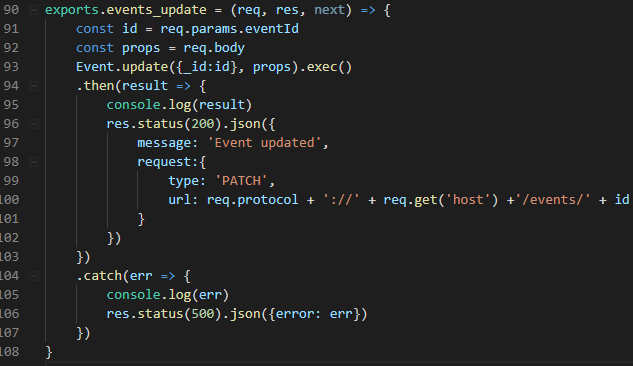 90 exports.events_update = (req, res, next) => {
91     const id = req.params.eventId
92     const props = req.body
93     Event.update({_id:id}, props).exec()
94     .then(result => {
95         console.log(result)
96         res.status(200).json({
97             message: 'Event updated',
98             request:{
99                 type: 'PATCH',
100                 url: req.protocol + '://' + req.get('host') +'/events/' + id
101             }
102         })
103     })
104     .catch(err => {
105         console.log(err)
106         res.status(500).json({error: err})
107     })
108 }